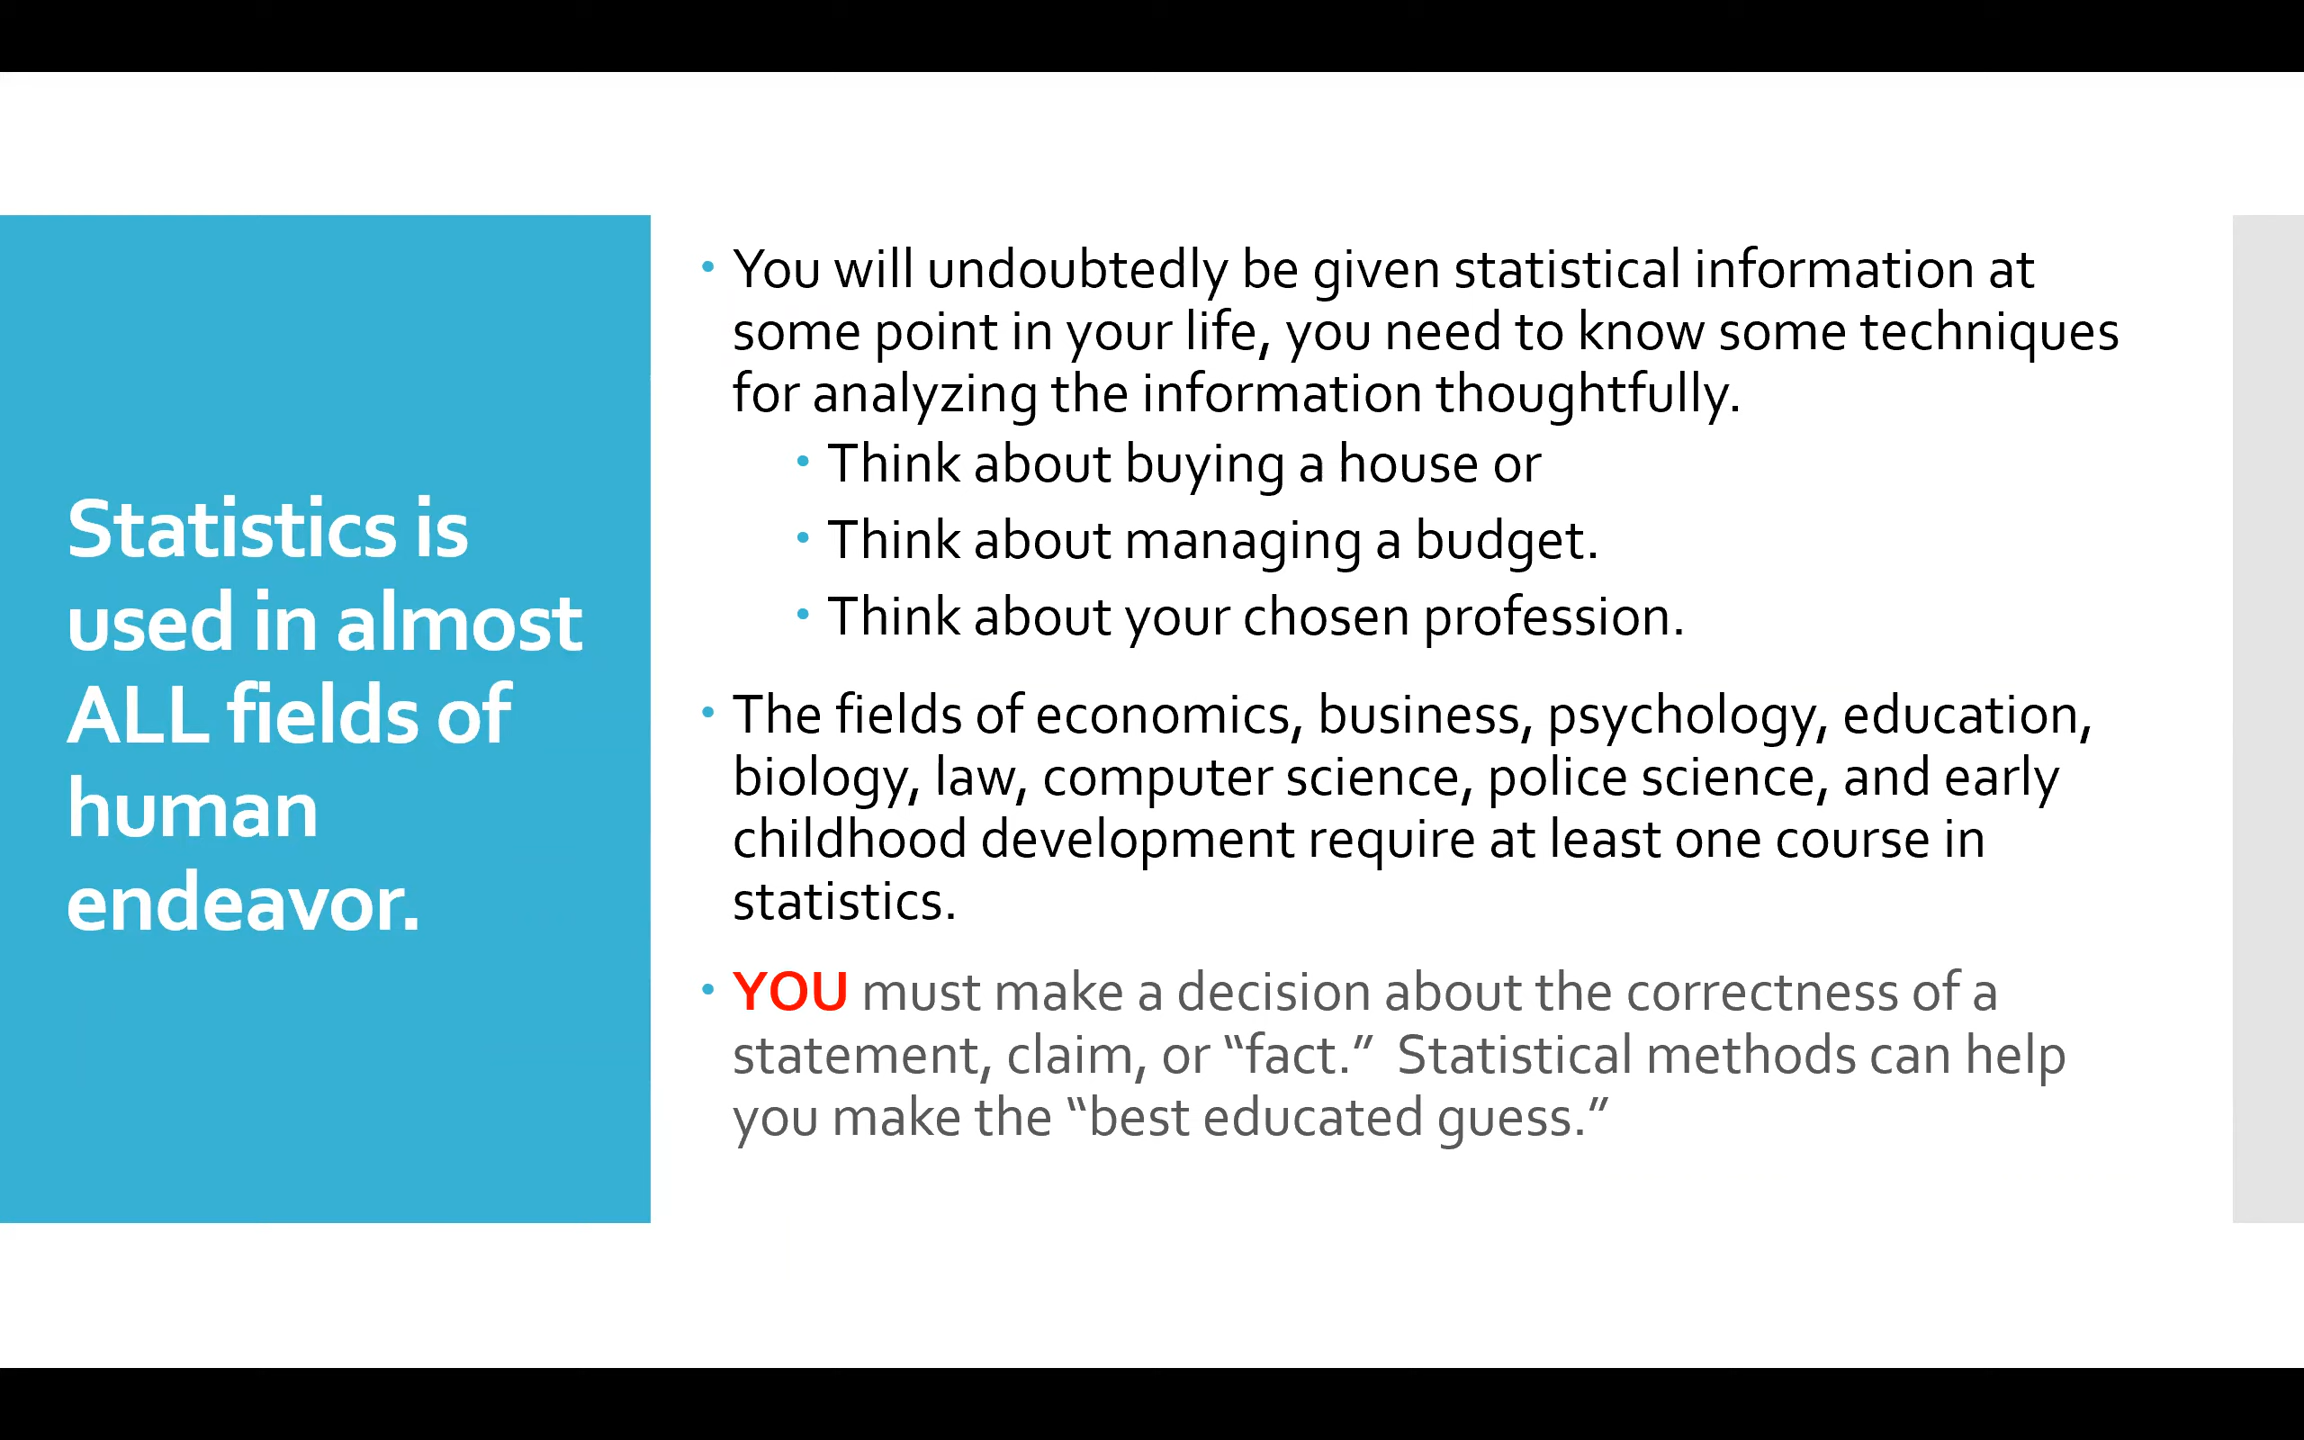 Statistics is
used in almost
ALL fields of
human
endeavor.
• You will undoubtedly be given statistical information at
some point in your life, you need to know some techniques
for analyzing the information thoughtfully.
• Think about buying a house or
• Think about managing a budget.
• Think about your chosen profession.
• The fields of economics, business, psychology, education,
biology, law, computer science, police science, and early
childhood development require at least one course in
statistics.
• YOU must make a decision about the correctness of a
statement, claim, or “fact.”  Statistical methods can help
you make the “best educated guess.”